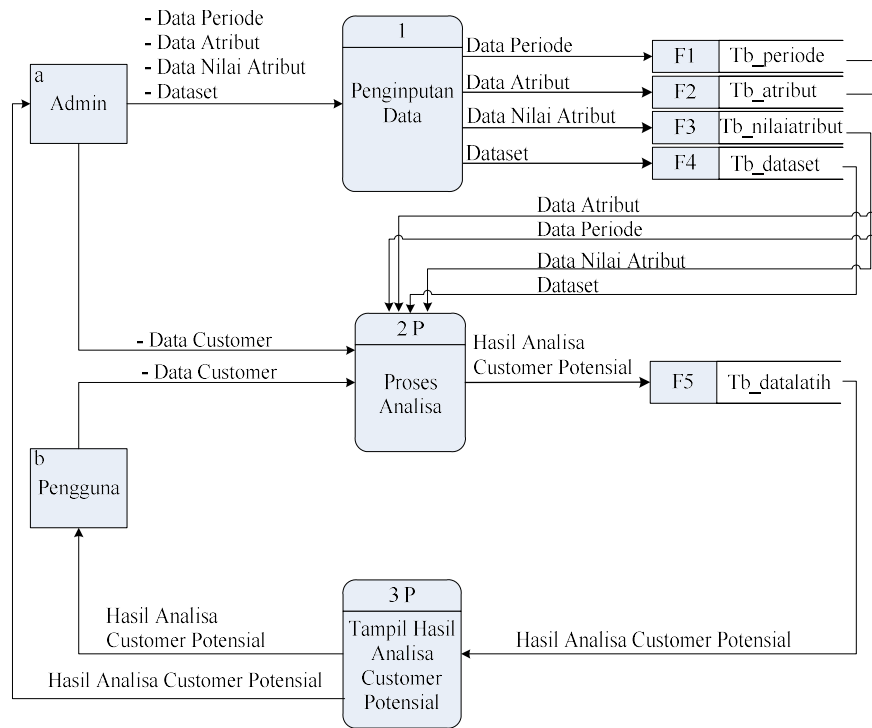 - Data Periode
- Data Atribut
- Data Nilai Atribut
- Dataset
a
Admin
1
Penginputan
Data
Data Periode
Data Atribut
Data Nilai Atribut
Dataset
F1 Tb_periode
F2 Tb_atribut
F3 Tb_nilaiatribut
F4 Tb_dataset
Data Atribut
Data Periode
Data Nilai Atribut
Dataset
- Data Customer
- Data Customer
2 P
Proses
Analisa
Hasil Analisa
Customer Potensial
F5 Tb_datalatih
b
Pengguna
Hasil Analisa
Customer Potensial
Hasil Analisa Customer Potensial
3 P
Tampil Hasil
Analisa
Customer
Potensial
Hasil Analisa Customer Potensial